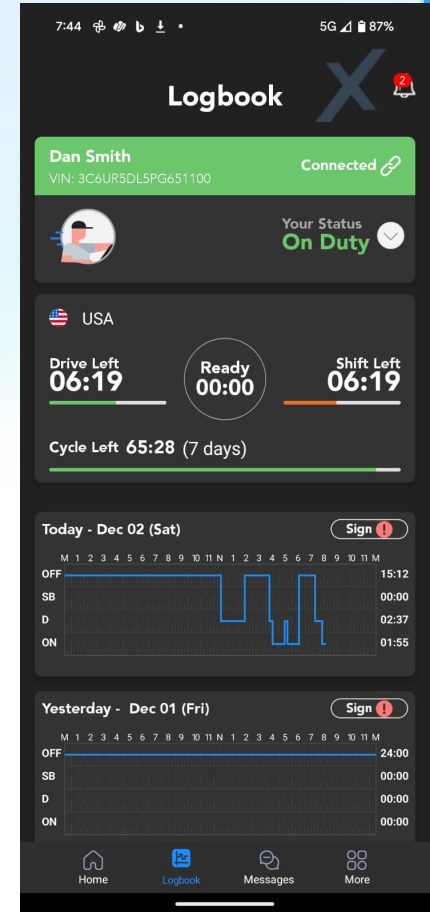 7:44 5G 87%
Logbook X 2
Dan Smith
VIN: 3C6UR5DL5PG651100
Connected
Your Status
On Duty
USA
Drive Left
06:19
Ready
00:00
Shift Left
06:19
Cycle Left 65:28 (7 days)
Today - Dec 02 (Sat) Sign !
M 1 2 3 4 5 6 7 8 9 10 11 N 1 2 3 4 5 6 7 8 9 10 11 M
OFF 15:12
SB 00:00
D 02:37
ON 01:55
Yesterday - Dec 01 (Fri) Sign !
M 1 2 3 4 5 6 7 8 9 10 11 N 1 2 3 4 5 6 7 8 9 10 11 M
OFF 24:00
SB 00:00
D 00:00
ON 00:00
Home Logbook Messages More